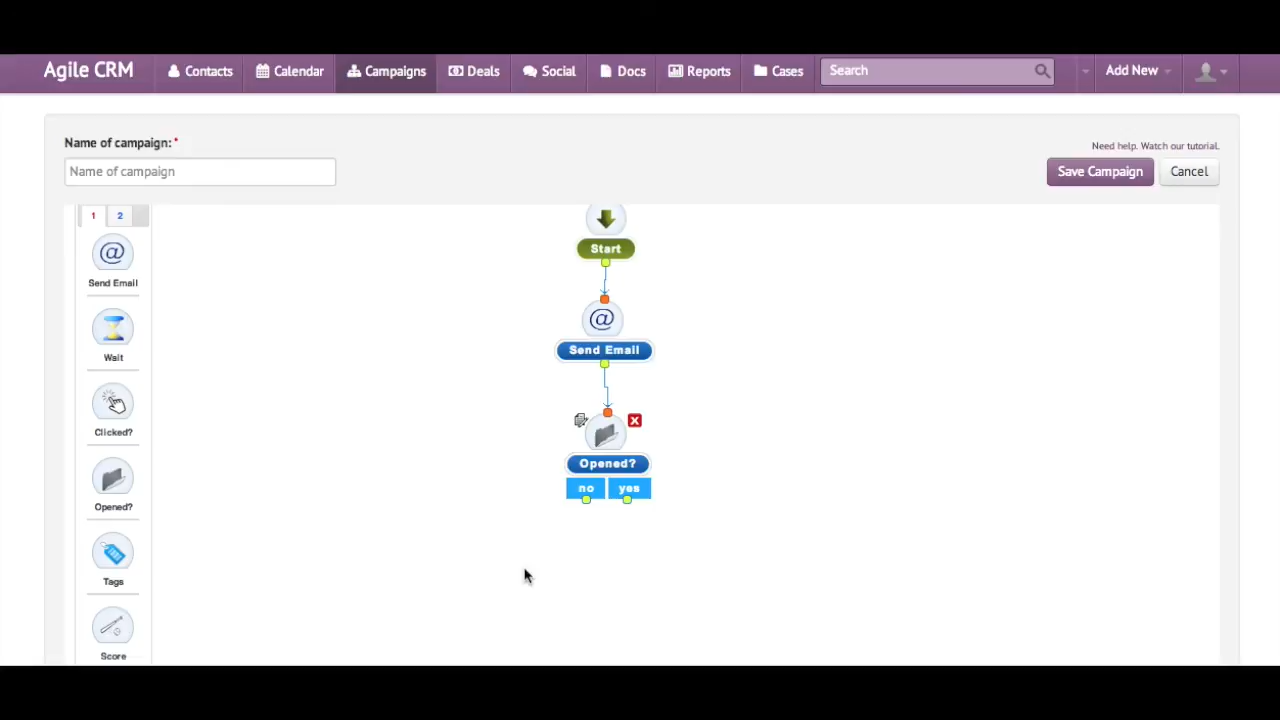 Agile CRM Contacts Calendar Campaigns Deals Social Docs Reports Cases Search Add New
Name of campaign: *
Need help. Watch our tutorial.
Name of campaign
Save Campaign Cancel
1 2
Send Email
Wait
Clicked?
Opened?
Tags
Score
Start
@
Send Email
Opened?
no yes